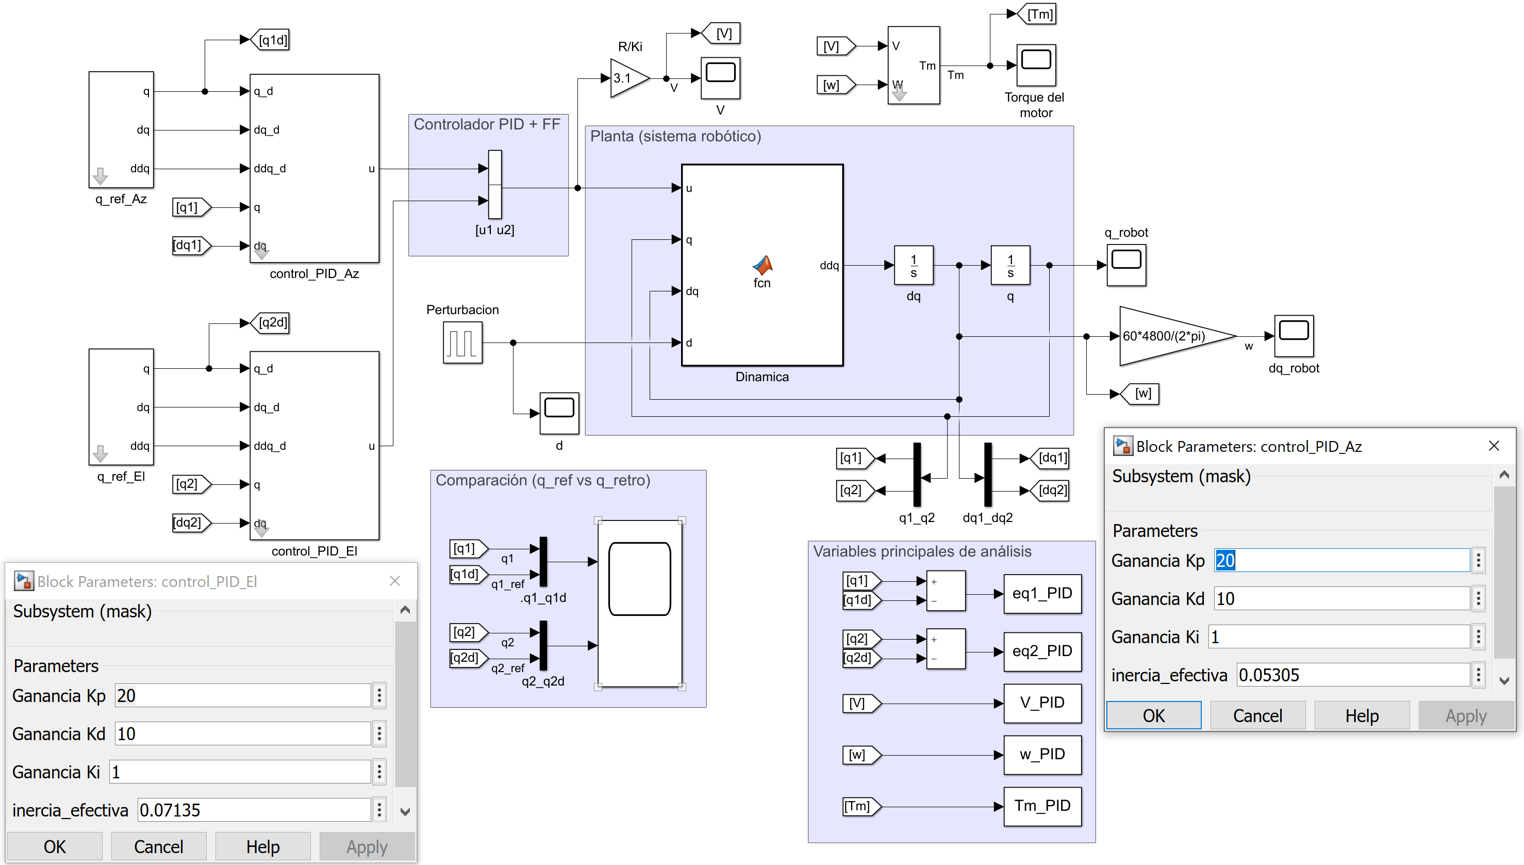 [q1d]
q
dq
ddq
q_ref_Az
[q1]
[dq1]
q_d
dq_d
ddq_d
q
dq
u
control_PID_Az
Controlador PID + FF
[u1 u2]
R/Ki
3.1
V
[V]
V
[V]
[w]
V
W
Tm
Tm
[Tm]
Torque del
motor
Planta (sistema robótico)
u
q
dq
d
fcn
ddq
Dinamica
1
s
dq
1
s
q
q_robot
60*4800/(2*pi)
w
dq_robot
[w]
Perturbacion
d
[q2d]
q
dq
ddq
q_ref_El
[q2]
[dq2]
q_d
dq_d
ddq_d
q
dq
u
control_PID_El
[q1]
[q2]
q1_q2
[dq1]
[dq2]
dq1_dq2
Comparación (q_ref vs q_retro)
[q1]
q1
[q1d]
q1_ref
.q1_q1d
[q2]
q2
[q2d]
q2_ref
q2_q2d
Variables principales de análisis
[q1]
[q1d]
+
−
eq1_PID
[q2]
[q2d]
+
−
eq2_PID
[V]
V_PID
[w]
w_PID
[Tm]
Tm_PID
Block Parameters: control_PID_El
Subsystem (mask)
Parameters
Ganancia Kp 20
Ganancia Kd 10
Ganancia Ki 1
inercia_efectiva 0.07135
OK Cancel Help Apply
Block Parameters: control_PID_Az
Subsystem (mask)
Parameters
Ganancia Kp 20
Ganancia Kd 10
Ganancia Ki 1
inercia_efectiva 0.05305
OK Cancel Help Apply